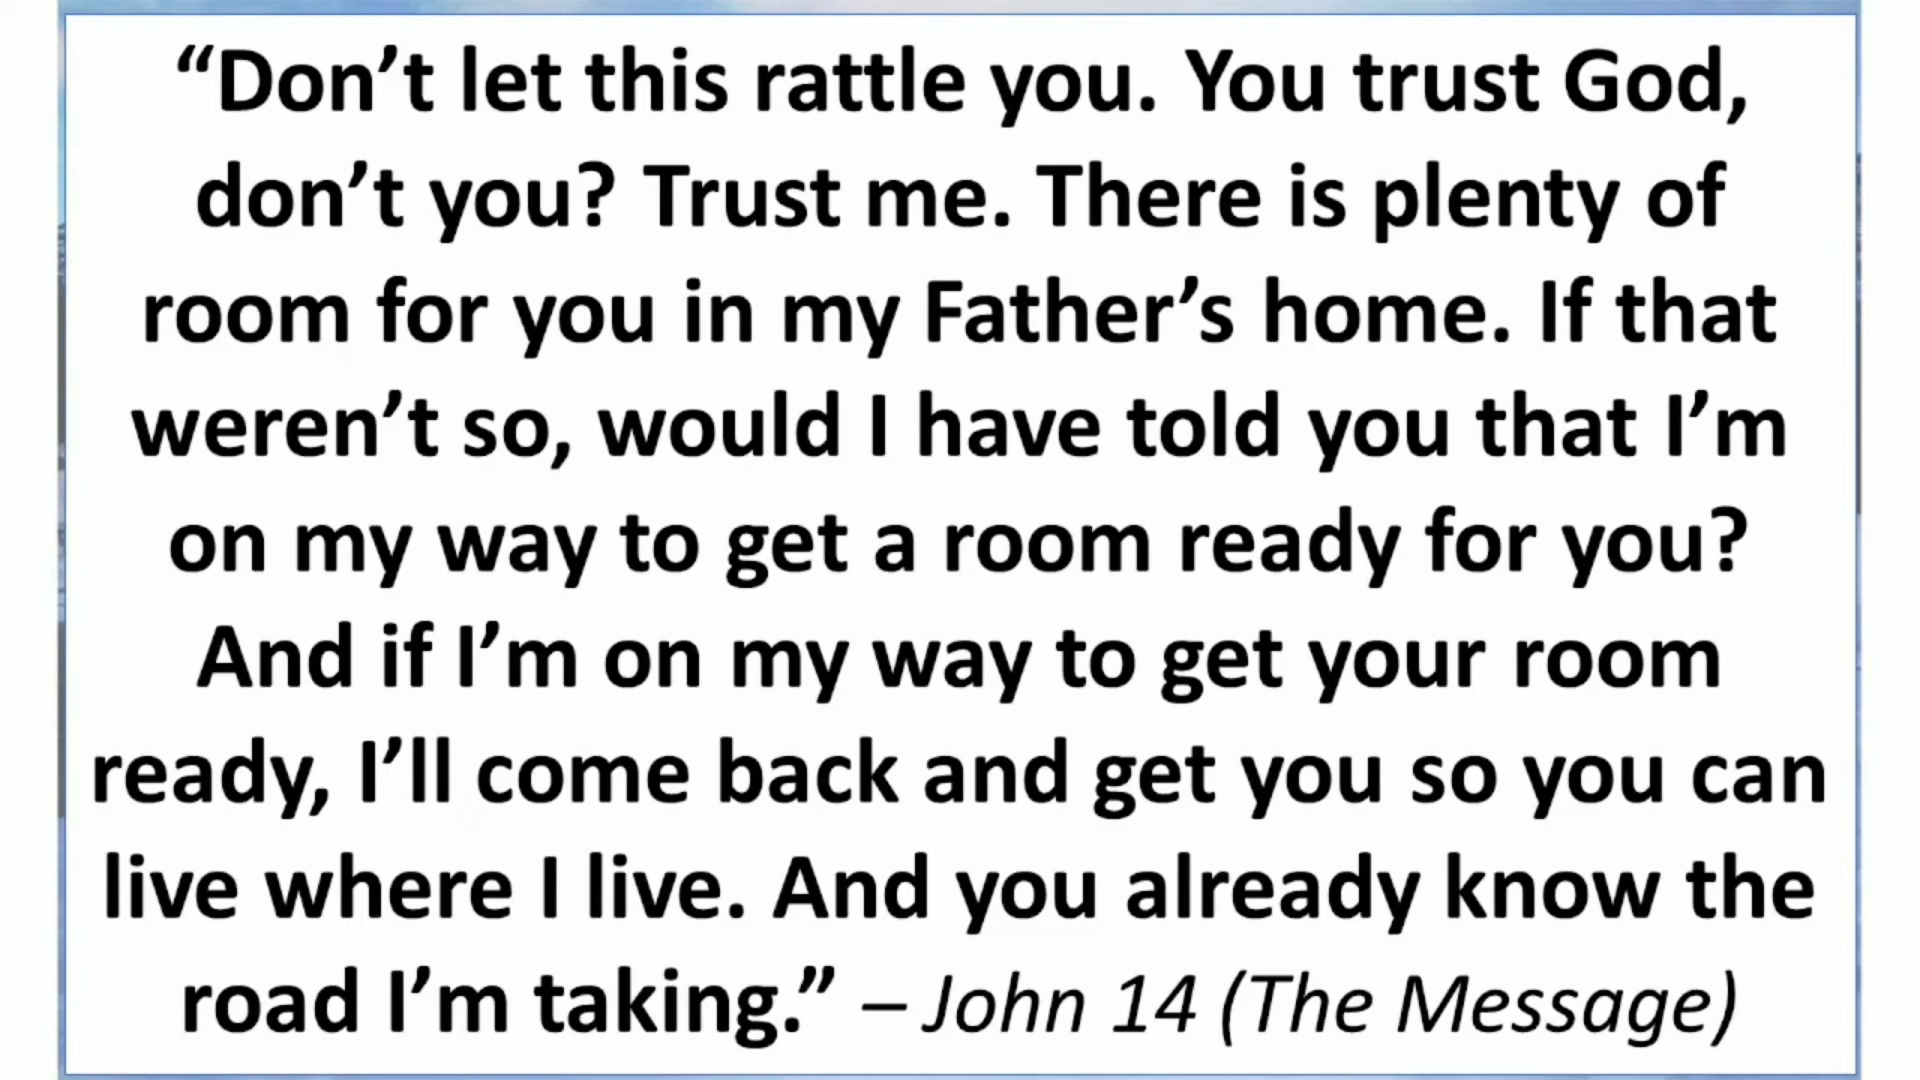 “Don’t let this rattle you. You trust God,
don’t you? Trust me. There is plenty of
room for you in my Father’s home. If that
weren’t so, would I have told you that I’m
on my way to get a room ready for you?
And if I’m on my way to get your room
ready, I’ll come back and get you so you can
live where I live. And you already know the
road I’m taking.” – John 14 (The Message)